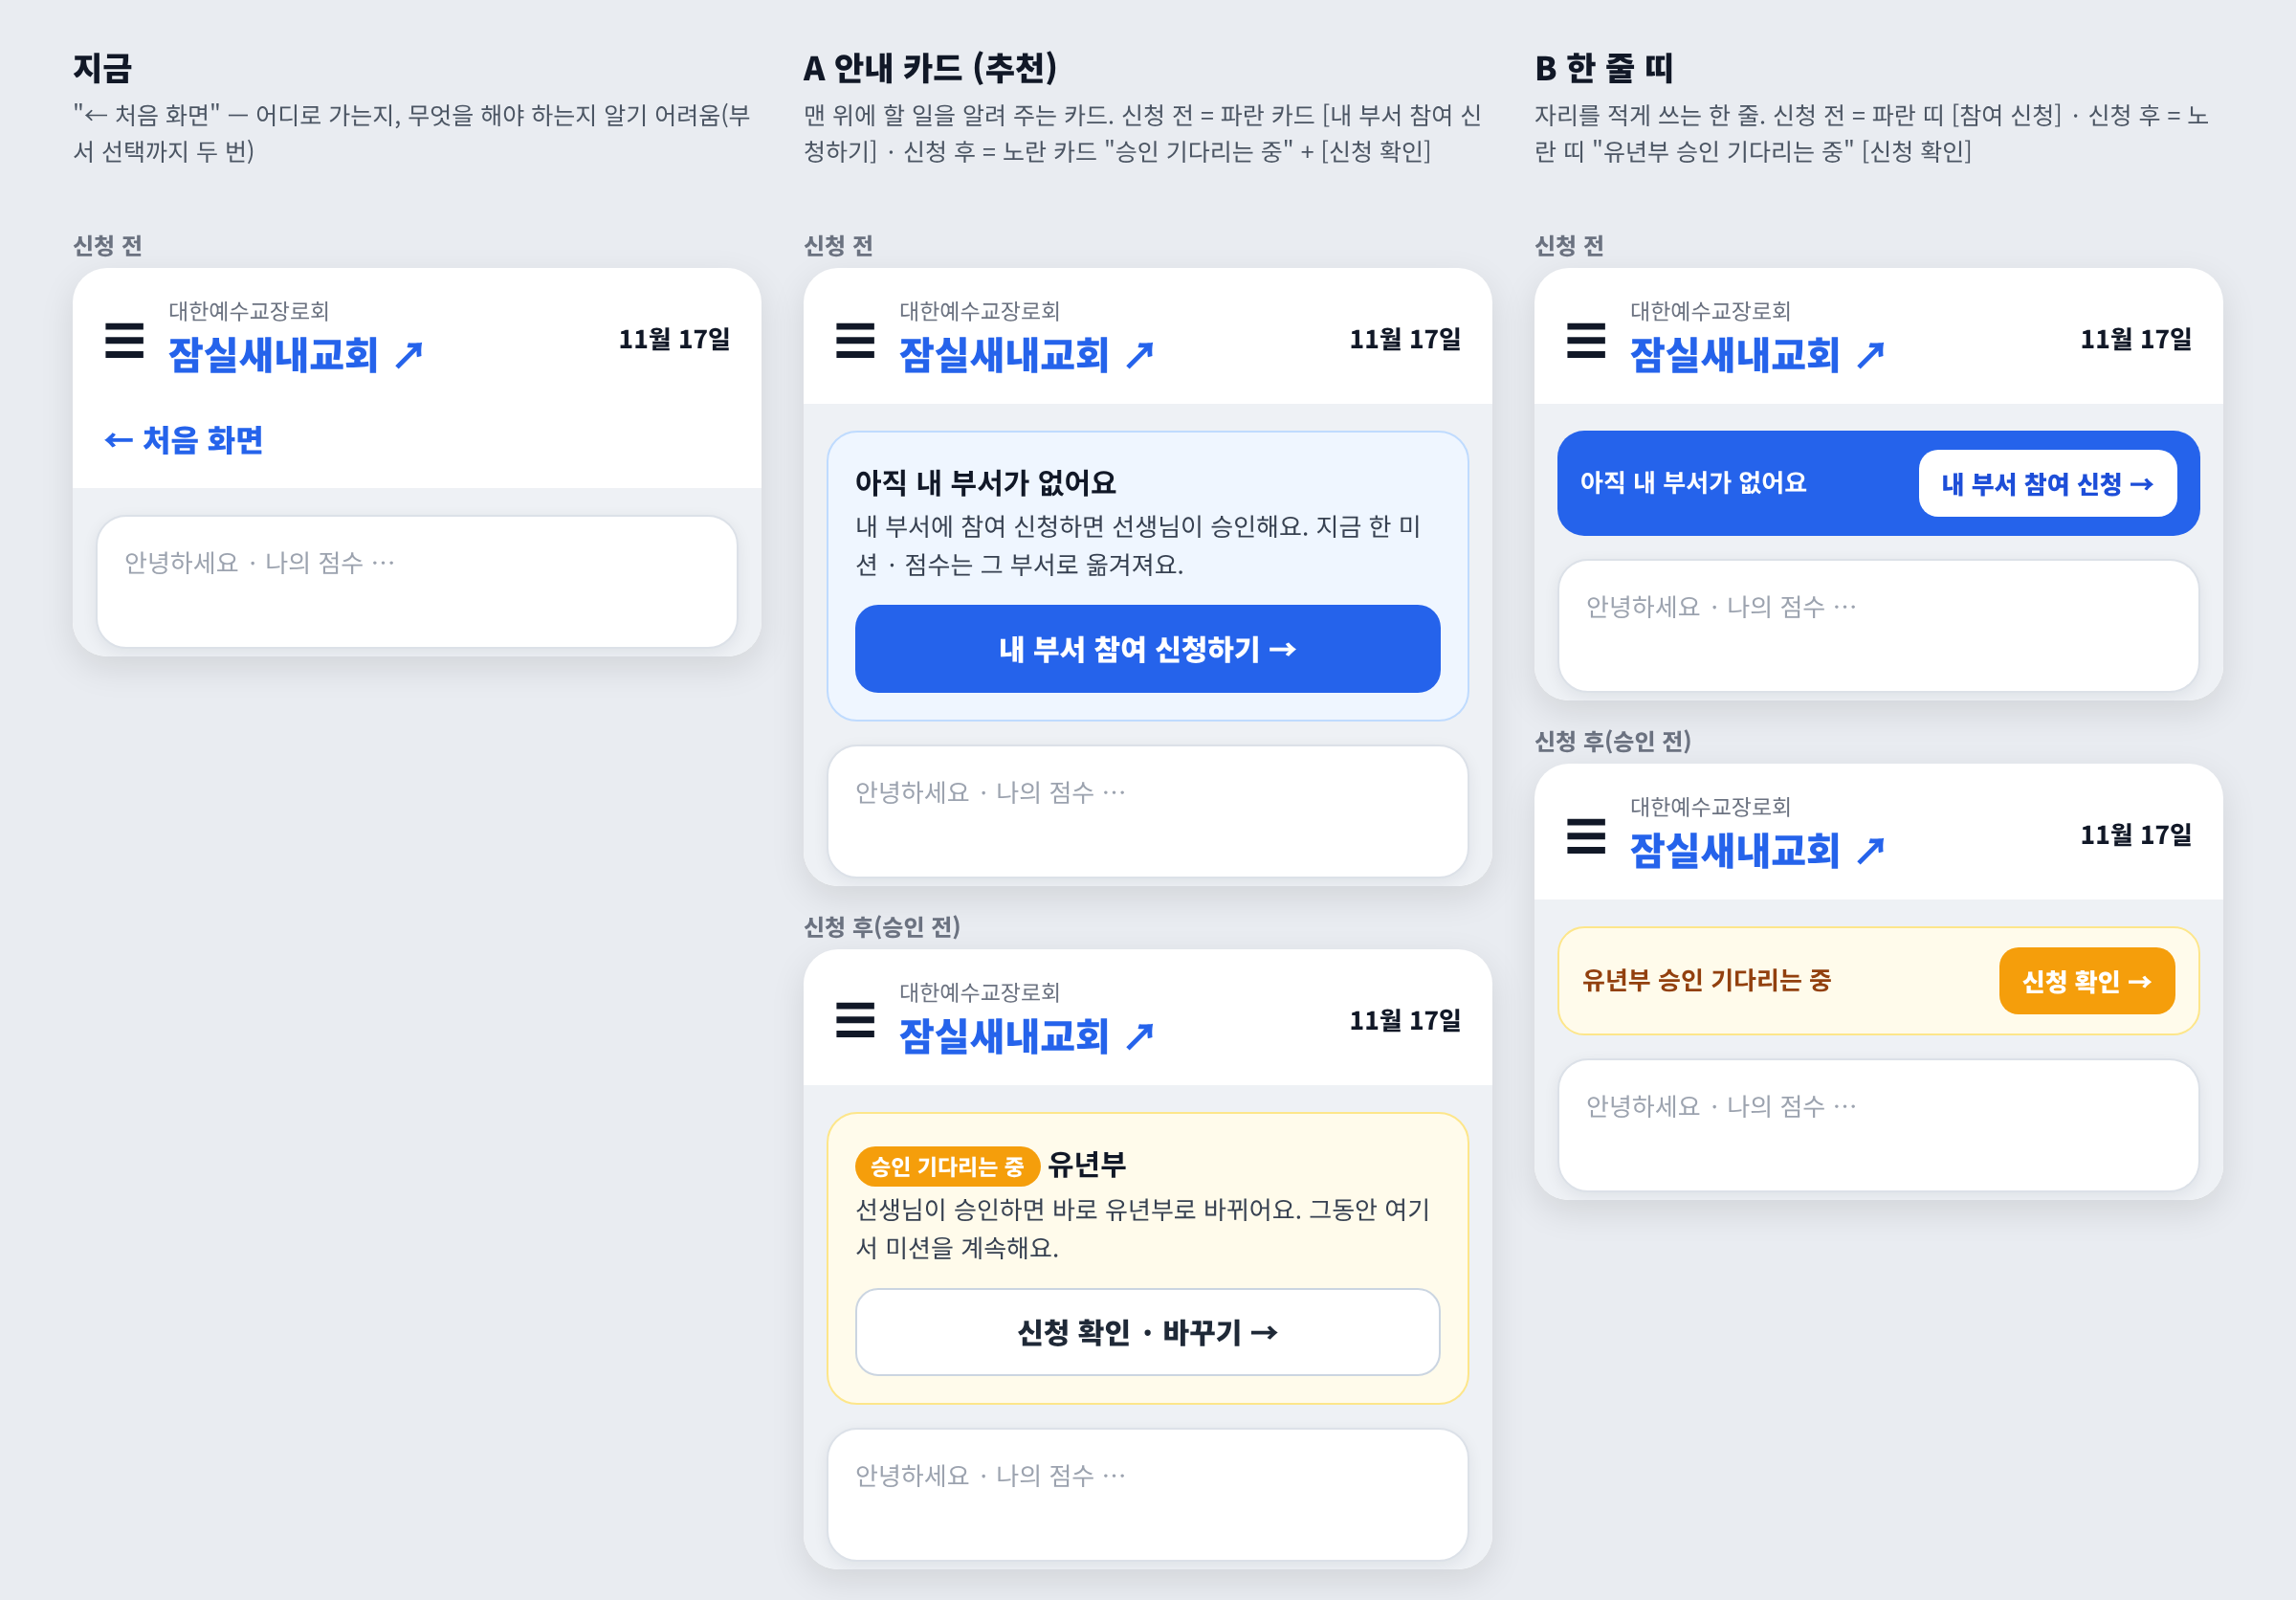 지금
"← 처음 화면" — 어디로 가는지, 무엇을 해야 하는지 알기 어려움(부
서 선택까지 두 번)
신청 전
☰ 대한예수교장로회
잠실새내교회 ↗
11월 17일
← 처음 화면
안녕하세요 · 나의 점수 …
A 안내 카드 (추천)
맨 위에 할 일을 알려 주는 카드. 신청 전 = 파란 카드 [내 부서 참여 신
청하기] · 신청 후 = 노란 카드 "승인 기다리는 중" + [신청 확인]
신청 전
☰ 대한예수교장로회
잠실새내교회 ↗
11월 17일
아직 내 부서가 없어요
내 부서에 참여 신청하면 선생님이 승인해요. 지금 한 미
션 · 점수는 그 부서로 옮겨져요.
내 부서 참여 신청하기 →
안녕하세요 · 나의 점수 …
신청 후(승인 전)
☰ 대한예수교장로회
잠실새내교회 ↗
11월 17일
승인 기다리는 중 유년부
선생님이 승인하면 바로 유년부로 바뀌어요. 그동안 여기
서 미션을 계속해요.
신청 확인 · 바꾸기 →
안녕하세요 · 나의 점수 …
B 한 줄 띠
자리를 적게 쓰는 한 줄. 신청 전 = 파란 띠 [참여 신청] · 신청 후 = 노
란 띠 "유년부 승인 기다리는 중" [신청 확인]
신청 전
☰ 대한예수교장로회
잠실새내교회 ↗
11월 17일
아직 내 부서가 없어요
내 부서 참여 신청 →
안녕하세요 · 나의 점수 …
신청 후(승인 전)
☰ 대한예수교장로회
잠실새내교회 ↗
11월 17일
유년부 승인 기다리는 중
신청 확인 →
안녕하세요 · 나의 점수 …